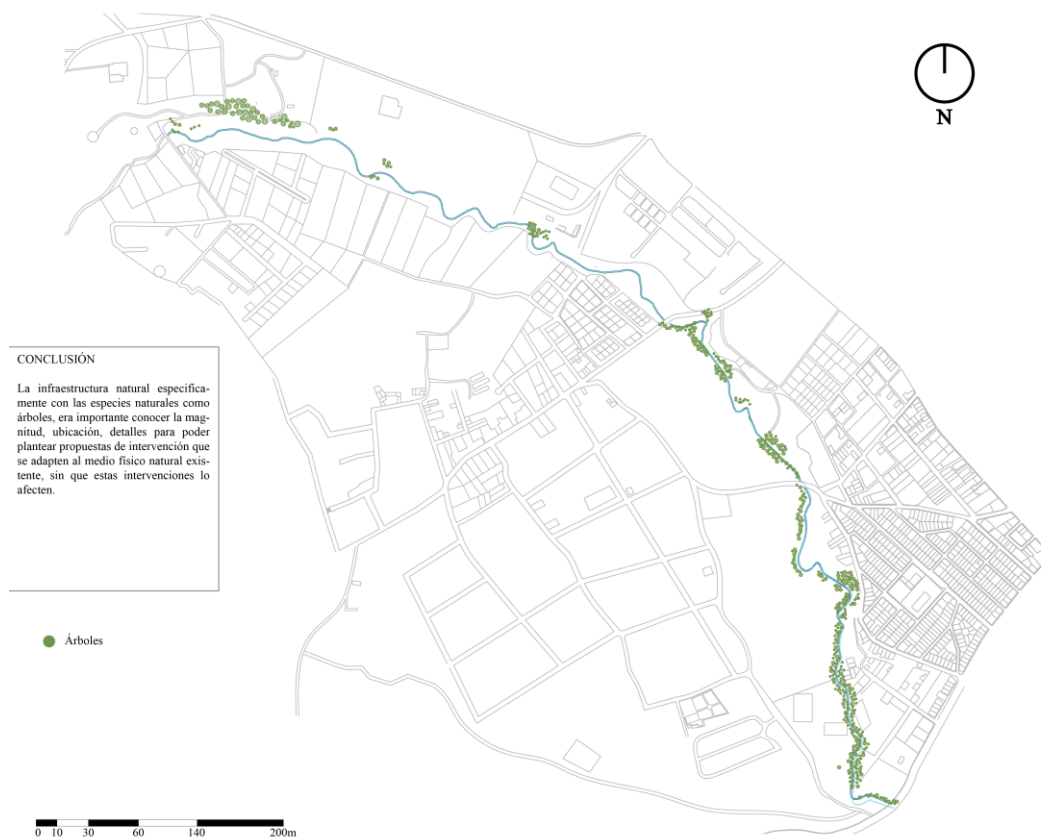 N
CONCLUSIÓN
La infraestructura natural especifica-
mente con las especies naturales como
árboles, era importante conocer la mag-
nitud, ubicación, detalles para poder
plantear propuestas de intervención que
se adapten al medio físico natural exis-
tente, sin que estas intervenciones lo
afecten.
Árboles
0 10 30 60 140 200m